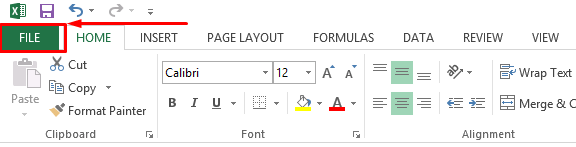 FILE HOME INSERT PAGE LAYOUT FORMULAS DATA REVIEW VIEW
Cut
Copy
Format Painter
Paste
Clipboard
Calibri 12 A A
B I U A
Font
Wrap Text
Merge & C
Alignment